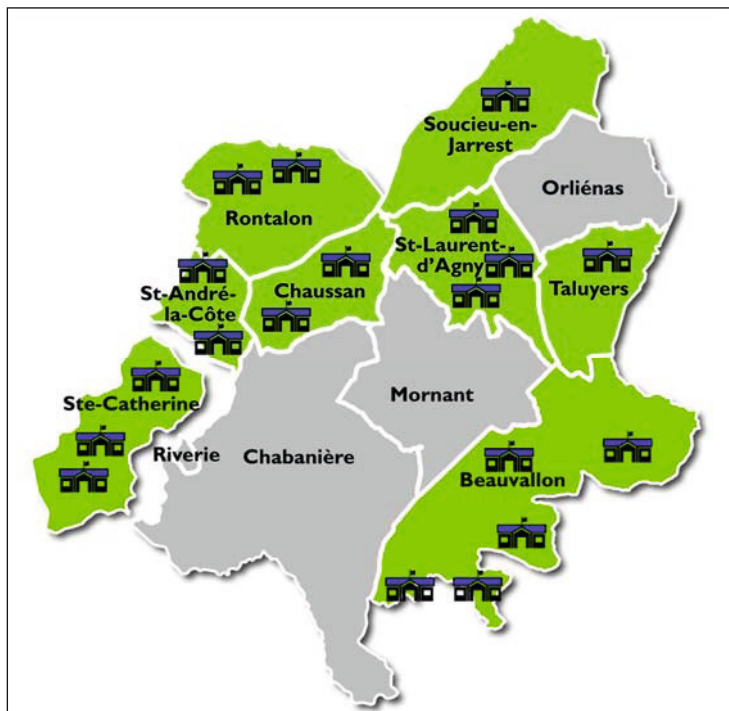 Soucieu-en-
Jarrest
Orliénas
Rontalon
St-Laurent-
d'Agny
Taluyers
St-André-
la-Côte
Chaussan
Ste-Catherine
Mornant
Riverie
Chabanière
Beauvallon